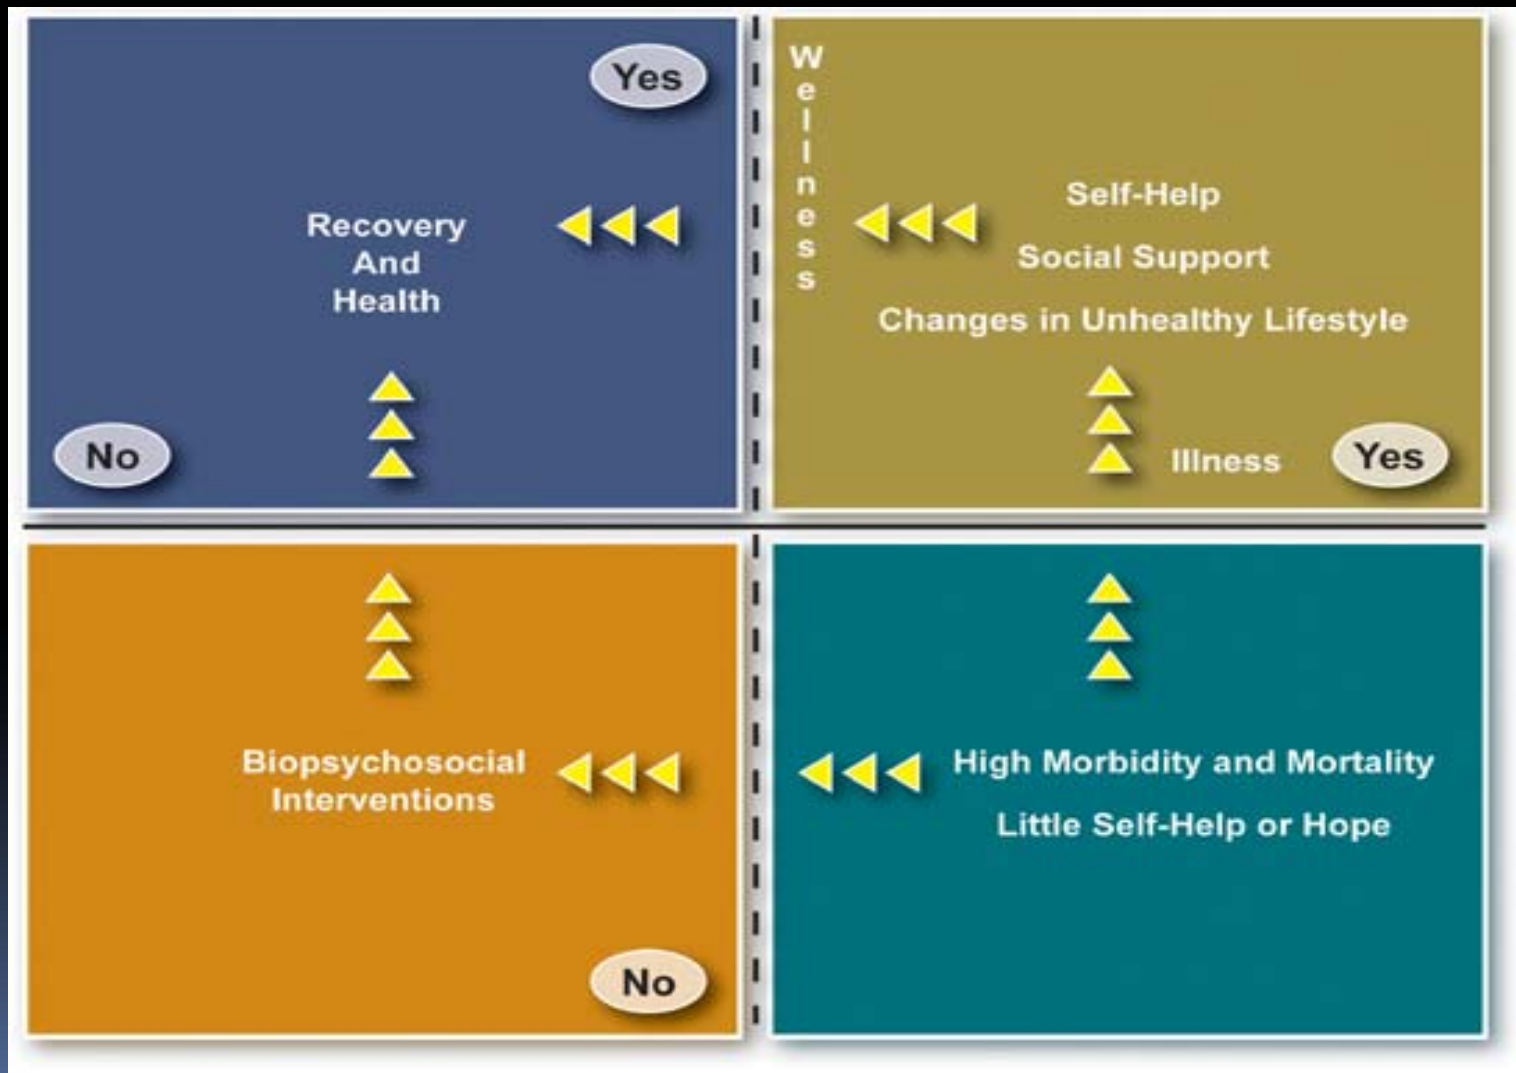 Yes
Recovery
And
Health
No
Wellness
Self-Help
Social Support
Changes in Unhealthy Lifestyle
Illness
Yes
Biopsychosocial
Interventions
No
High Morbidity and Mortality
Little Self-Help or Hope